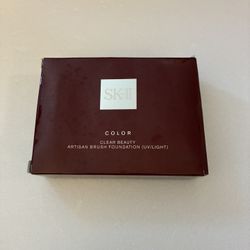 SK-II
COLOR
CLEAR BEAUTY
ARTISAN BRUSH FOUNDATION (UV/LIGHT)